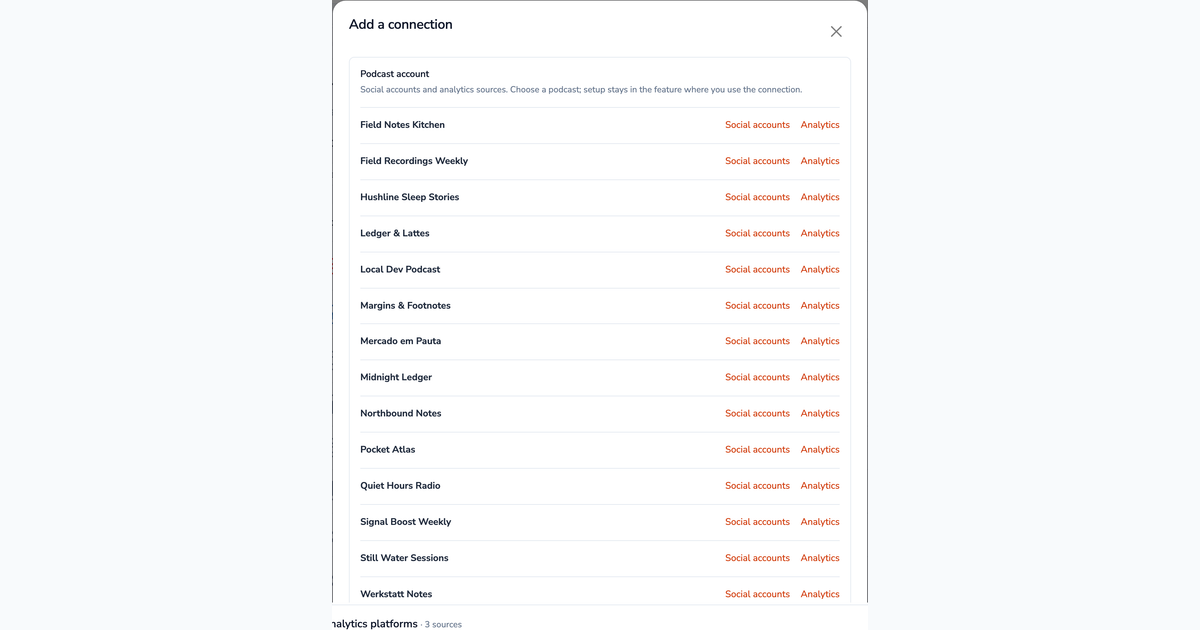 Add a connection
Podcast account
Social accounts and analytics sources. Choose a podcast; setup stays in the feature where you use the connection.
Field Notes Kitchen Social accounts Analytics
Field Recordings Weekly Social accounts Analytics
Hushline Sleep Stories Social accounts Analytics
Ledger & Lattes Social accounts Analytics
Local Dev Podcast Social accounts Analytics
Margins & Footnotes Social accounts Analytics
Mercado em Pauta Social accounts Analytics
Midnight Ledger Social accounts Analytics
Northbound Notes Social accounts Analytics
Pocket Atlas Social accounts Analytics
Quiet Hours Radio Social accounts Analytics
Signal Boost Weekly Social accounts Analytics
Still Water Sessions Social accounts Analytics
Werkstatt Notes Social accounts Analytics
nalytics platforms · 3 sources